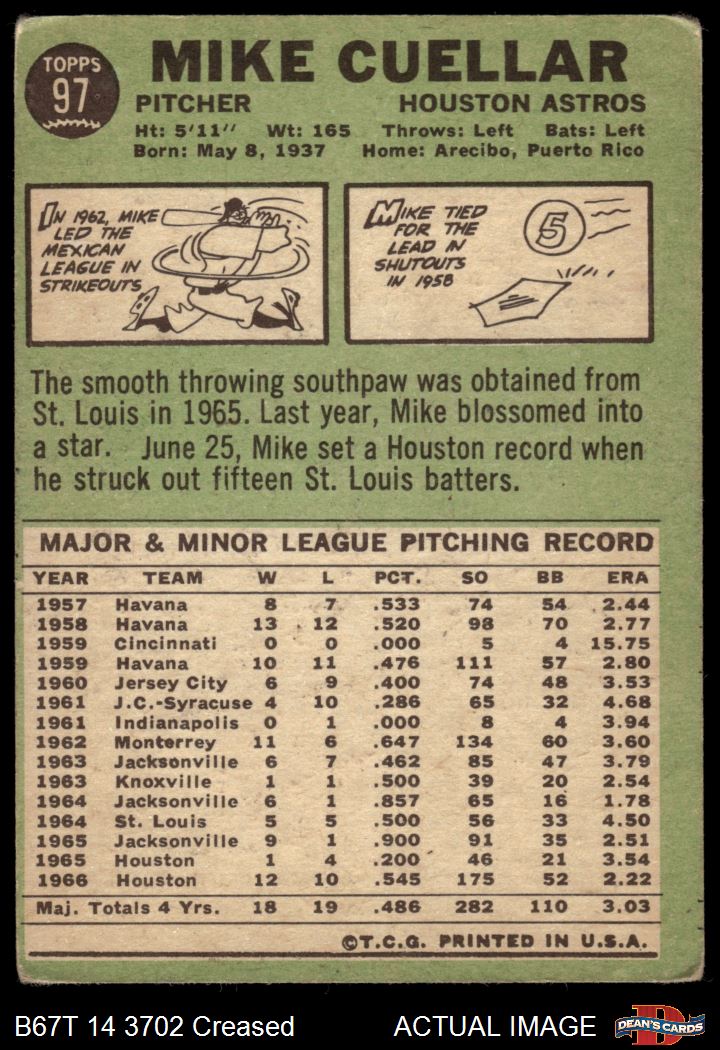 TOPPS
97
MIKE CUELLAR
PITCHER HOUSTON ASTROS
Ht: 5'11'' Wt: 165 Throws: Left Bats: Left
Born: May 8, 1937 Home: Arecibo, Puerto Rico
IN 1962, MIKE
LED THE
MEXICAN
LEAGUE IN
STRIKEOUTS
MIKE TIED
FOR THE
LEAD IN
SHUTOUTS
IN 1958
5
The smooth throwing southpaw was obtained from
St. Louis in 1965. Last year, Mike blossomed into
a star. June 25, Mike set a Houston record when
he struck out fifteen St. Louis batters.
MAJOR & MINOR LEAGUE PITCHING RECORD
YEAR TEAM W L PCT. SO BB ERA
1957 Havana 8 7 .533 74 54 2.44
1958 Havana 13 12 .520 98 70 2.77
1959 Cincinnati 0 0 .000 5 4 15.75
1959 Havana 10 11 .476 111 57 2.80
1960 Jersey City 6 9 .400 74 48 3.53
1961 J.C.-Syracuse 4 10 .286 65 32 4.68
1961 Indianapolis 0 1 .000 8 4 3.94
1962 Monterrey 11 6 .647 134 60 3.60
1963 Jacksonville 6 7 .462 85 47 3.79
1963 Knoxville 1 1 .500 39 20 2.54
1964 Jacksonville 6 1 .857 65 16 1.78
1964 St. Louis 5 5 .500 56 33 4.50
1965 Jacksonville 9 1 .900 91 35 2.51
1965 Houston 1 4 .200 46 21 3.54
1966 Houston 12 10 .545 175 52 2.22
Maj. Totals 4 Yrs. 18 19 .486 282 110 3.03
©T.C.G. PRINTED IN U.S.A.
B67T 14 3702 Creased ACTUAL IMAGE
D
DEAN'S CARDS